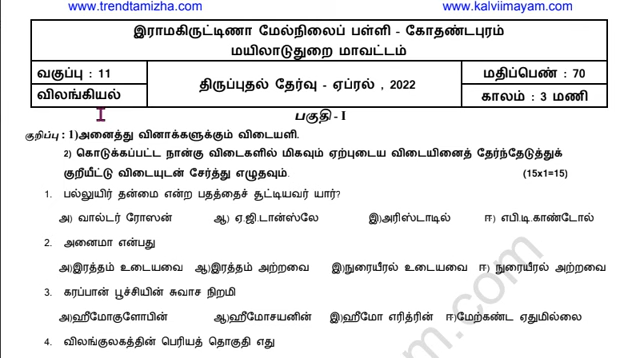 www.trendtamizha.com www.kalviimayam.com
இராமகிருட்டிணா மேல்நிலைப் பள்ளி - கோதண்டபுரம்
மயிலாடுதுறை மாவட்டம்
வகுப்பு : 11 திருப்புதல் தேர்வு - ஏப்ரல் , 2022 மதிப்பெண் : 70
விலங்கியல் காலம் : 3 மணி
பகுதி - I
குறிப்பு : 1)அனைத்து வினாக்களுக்கும் விடையளி.
2) கொடுக்கப்பட்ட நான்கு விடைகளில் மிகவும் ஏற்புடைய விடையினைத் தேர்ந்தேடுத்துக்
குறியீட்டு விடையுடன் சேர்த்து எழுதவும். (15x1=15)
1. பல்லுயிர் தன்மை என்ற பதத்தைச் சூட்டியவர் யார்?
அ) வால்டர் ரோஸன் ஆ) ஏ.ஜி.டான்ஸ்லே இ)அரிஸ்டாடில் ஈ) எபி.டி.காண்டோல்
2. அனைமா என்பது
அ)இரத்தம் உடையவை ஆ)இரத்தம் அற்றவை இ)நுரையீரல் உடையவை ஈ) நுரையீரல் அற்றவை
3. கரப்பான் பூச்சியின் சுவாச நிறமி
அ)ஹீமோகுளோபின் ஆ)ஹீமோசயனின் இ)ஹீமோ எரித்ரின் ஈ)மேற்கண்ட ஏதுமில்லை
4. விலங்குலகத்தின் பெரியத் தொகுதி எது